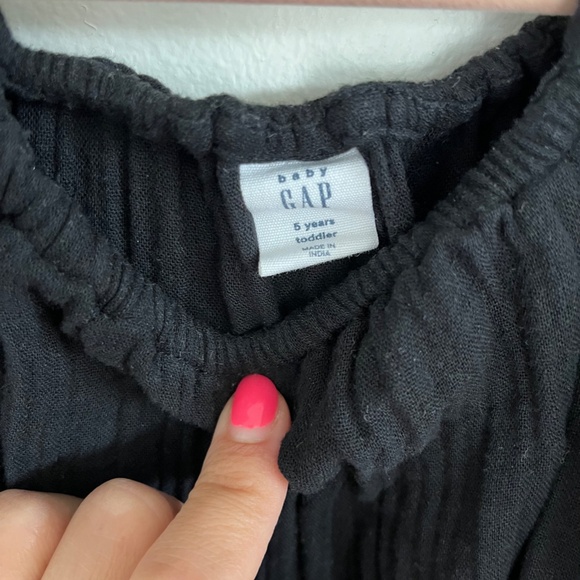 baby
GAP
5 years
toddler
MADE IN
INDIA